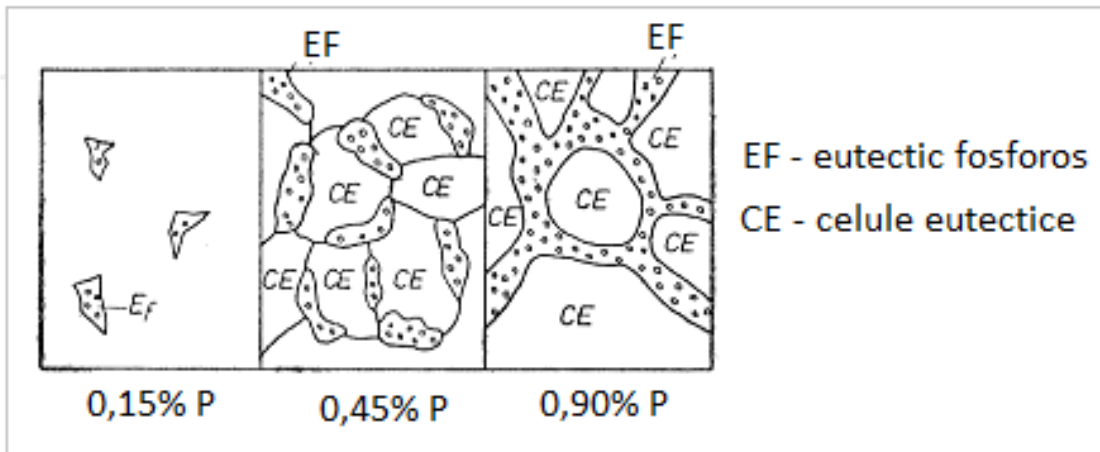 EF
EF
CE
CE
CE
CE
CE
CE
CE
CE
CE
CE
CE
CE
Ef
CE
EF - eutectic fosforos
CE - celule eutectice
0,15% P
0,45% P
0,90% P